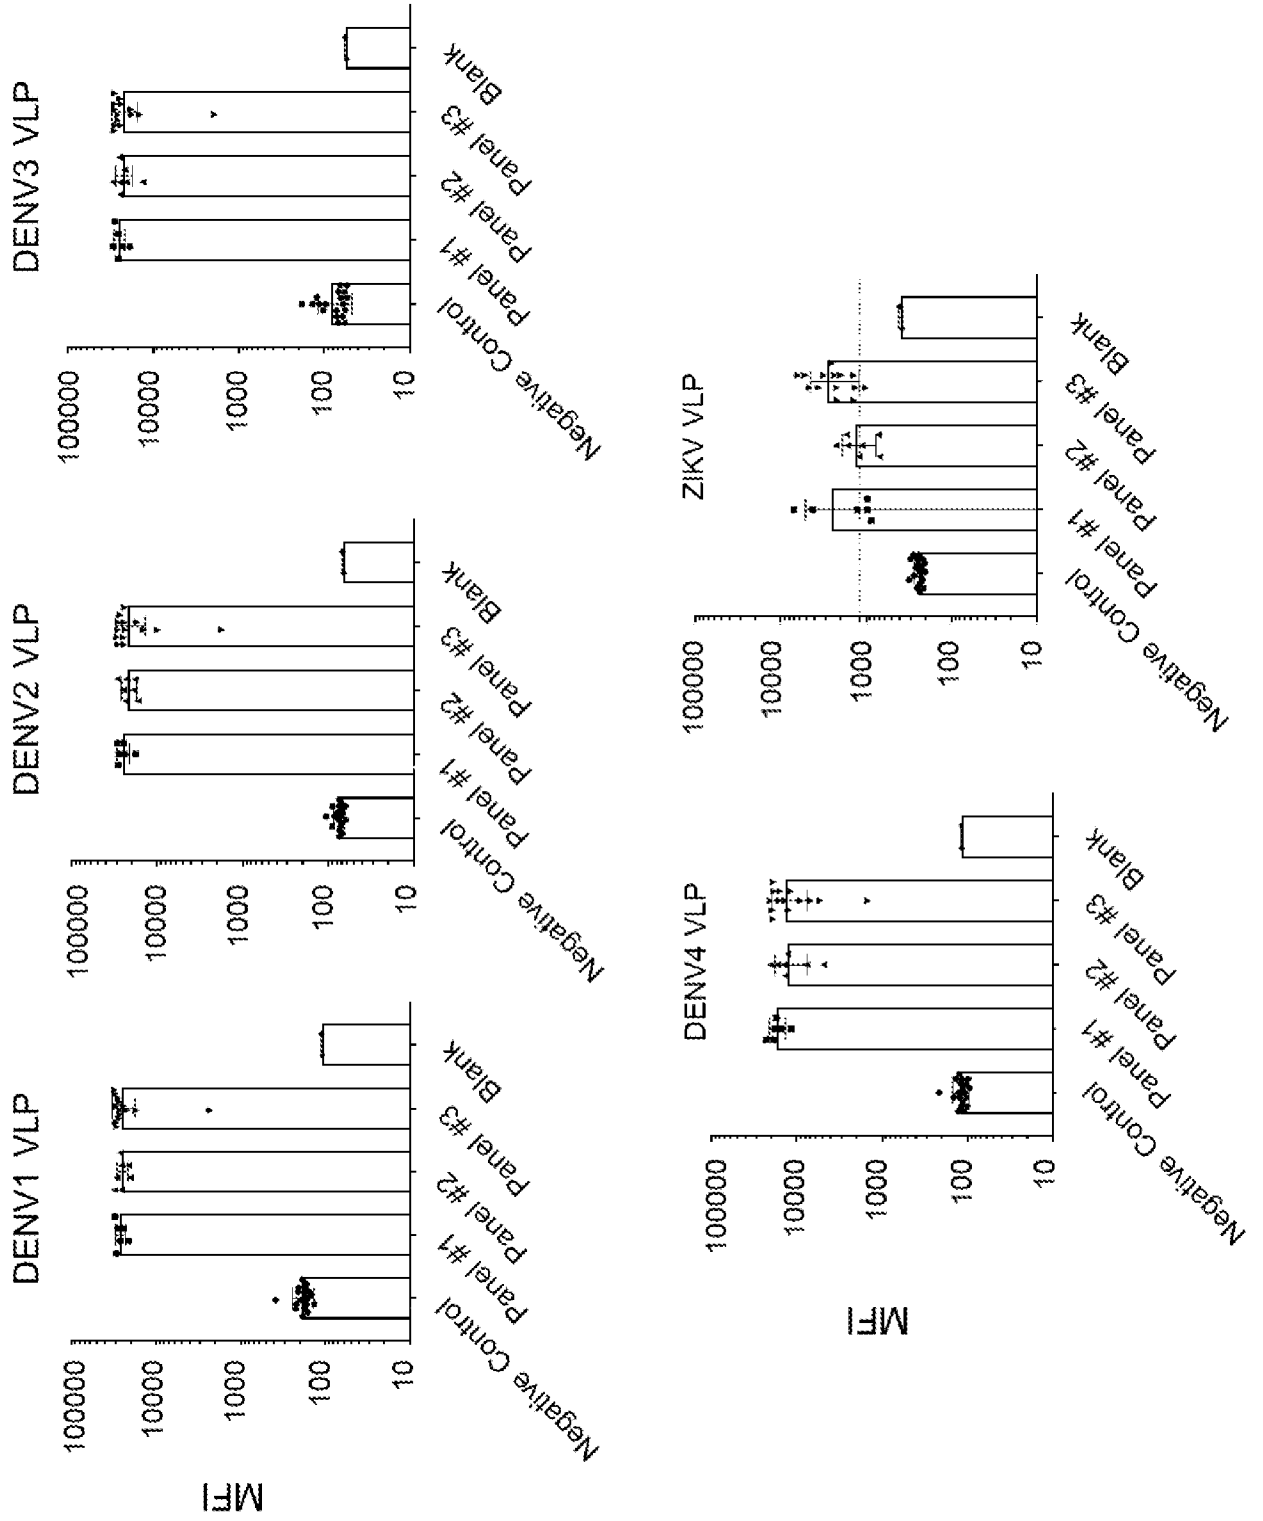 DENV1 VLP
MFI
100000
10000
1000
100
10
Negative Control
Panel #1
Panel #2
Panel #3
Blank
DENV2 VLP
100000
10000
1000
100
10
Negative Control
Panel #1
Panel #2
Panel #3
Blank
DENV3 VLP
100000
10000
1000
100
10
Negative Control
Panel #1
Panel #2
Panel #3
Blank
DENV4 VLP
MFI
100000
10000
1000
100
10
Negative Control
Panel #1
Panel #2
Panel #3
Blank
ZIKV VLP
100000
10000
1000
100
10
Negative Control
Panel #1
Panel #2
Panel #3
Blank